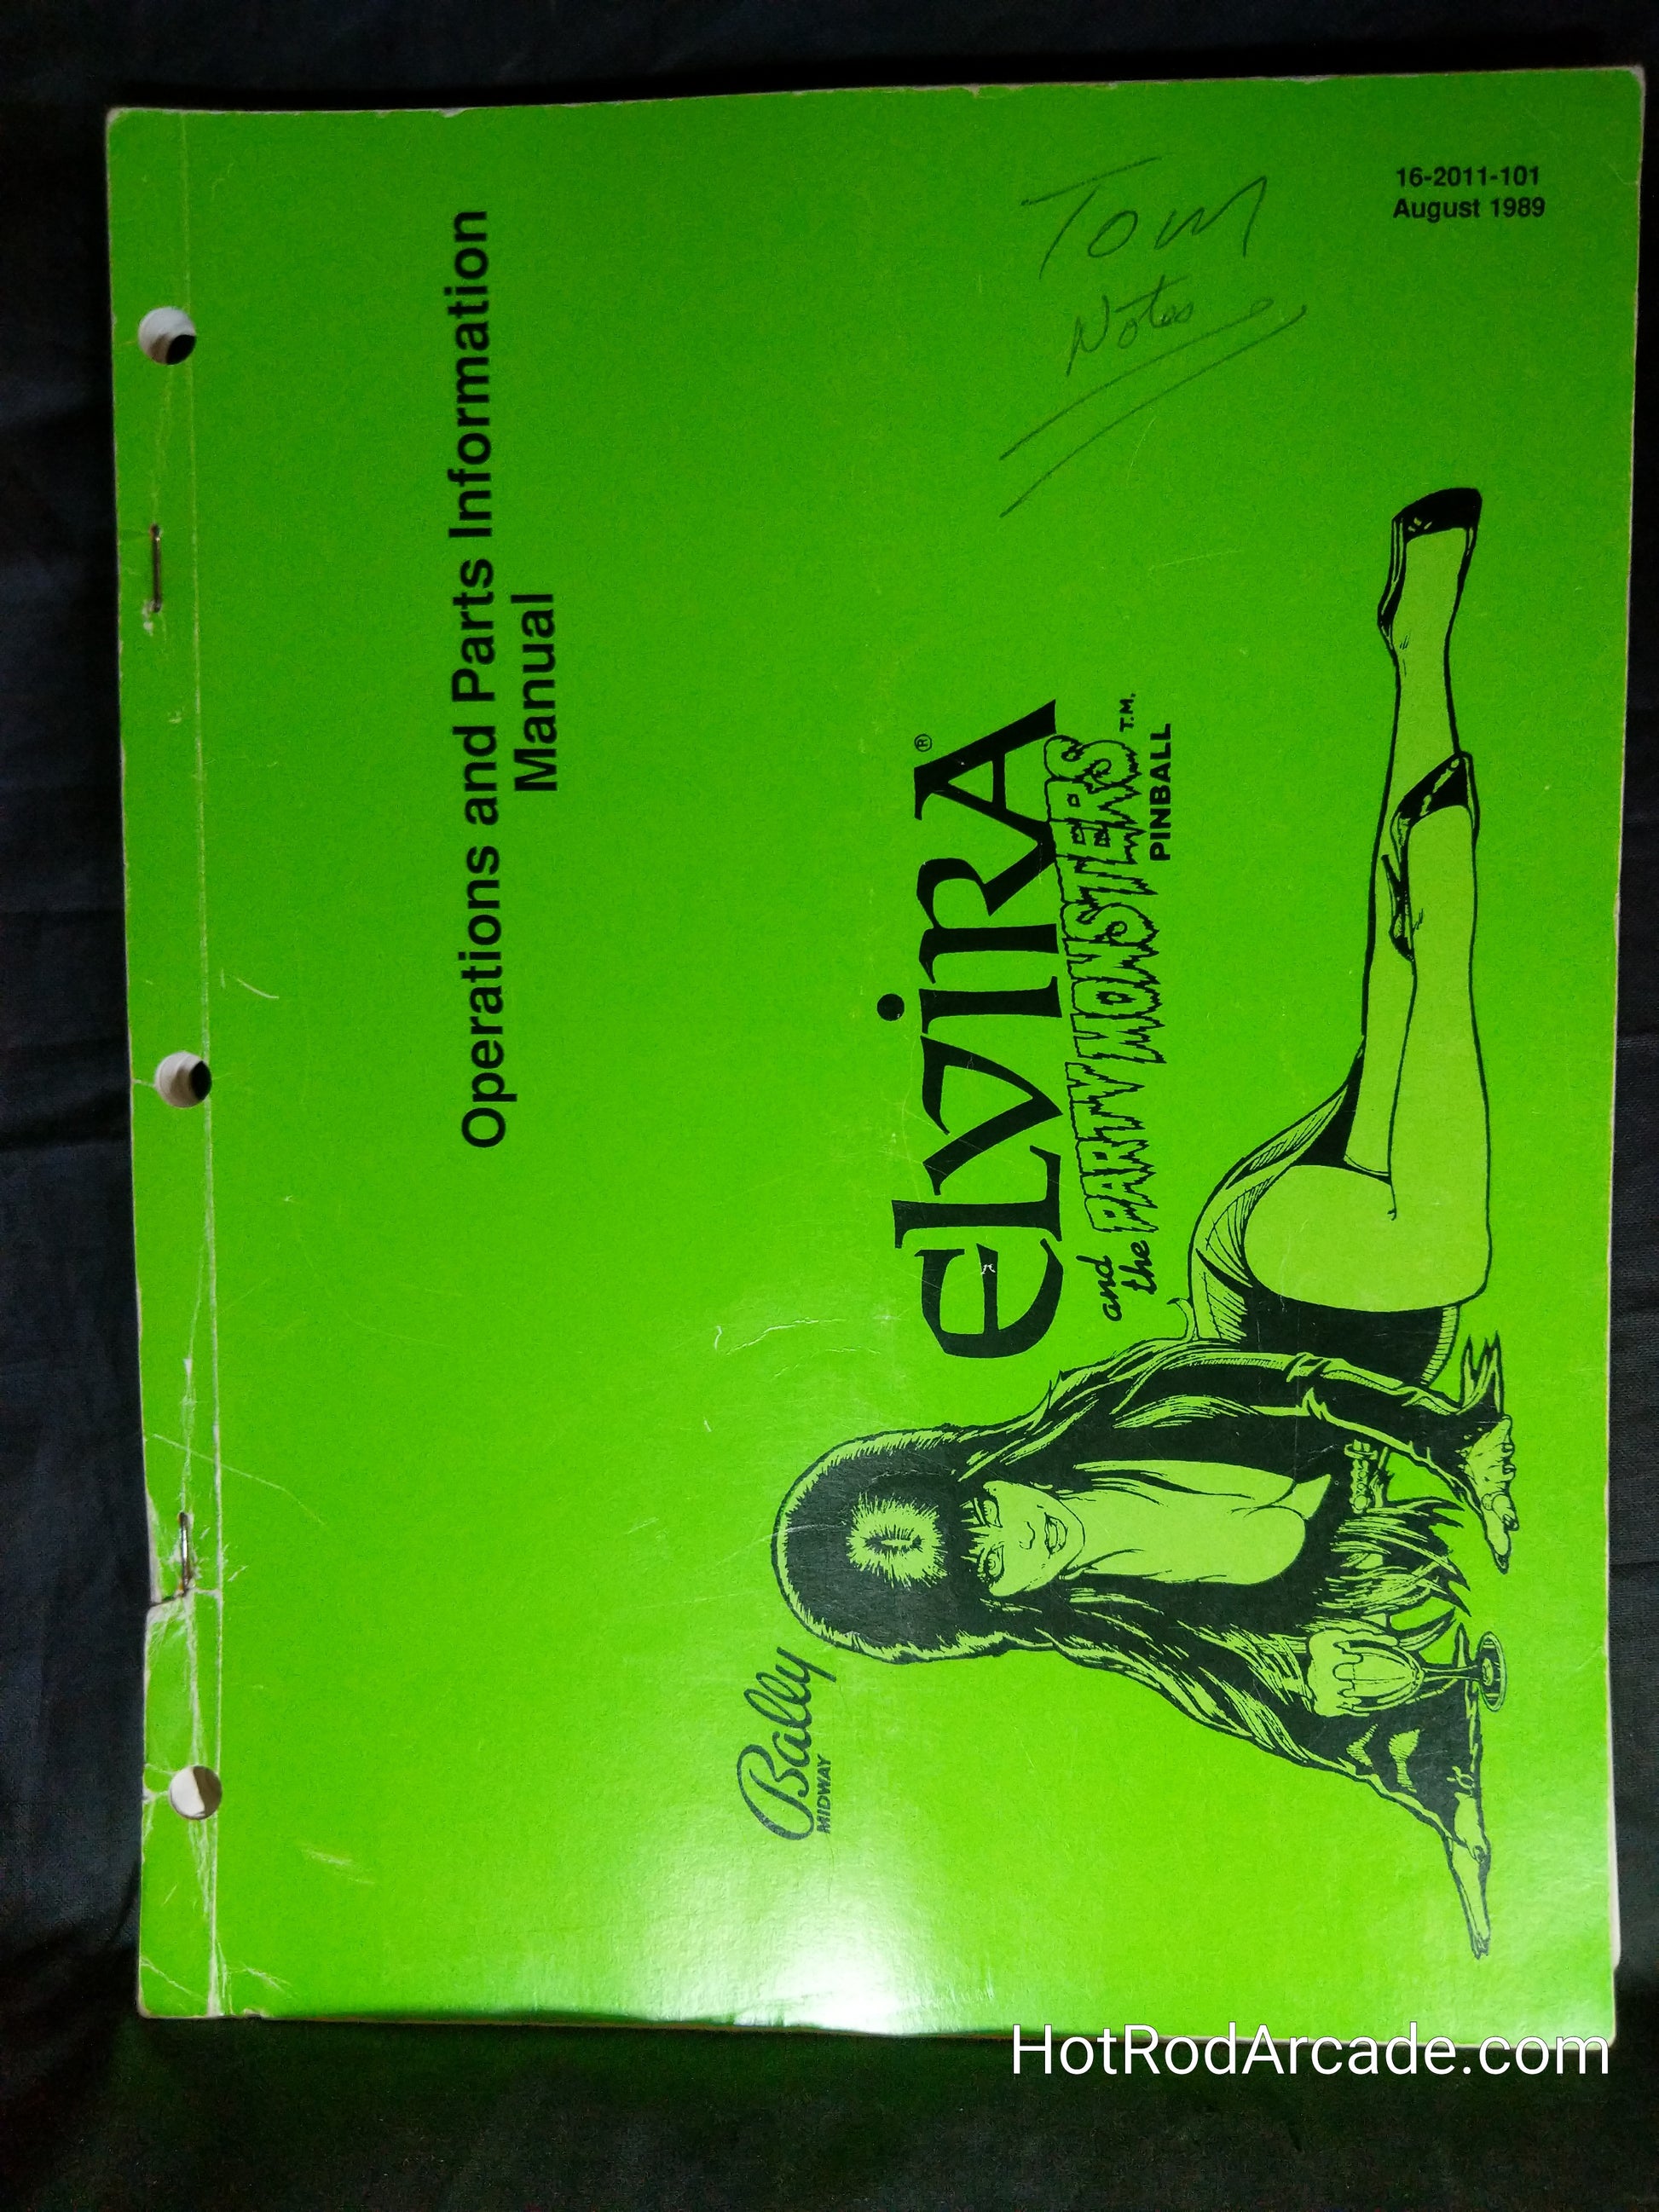 16-2011-101
August 1989
Operations and Parts Information
Manual
Tom
Notes
elvira®
and
the PARTY MONSTERS T.M.
PINBALL
Bally
MIDWAY
HotRodArcade.com